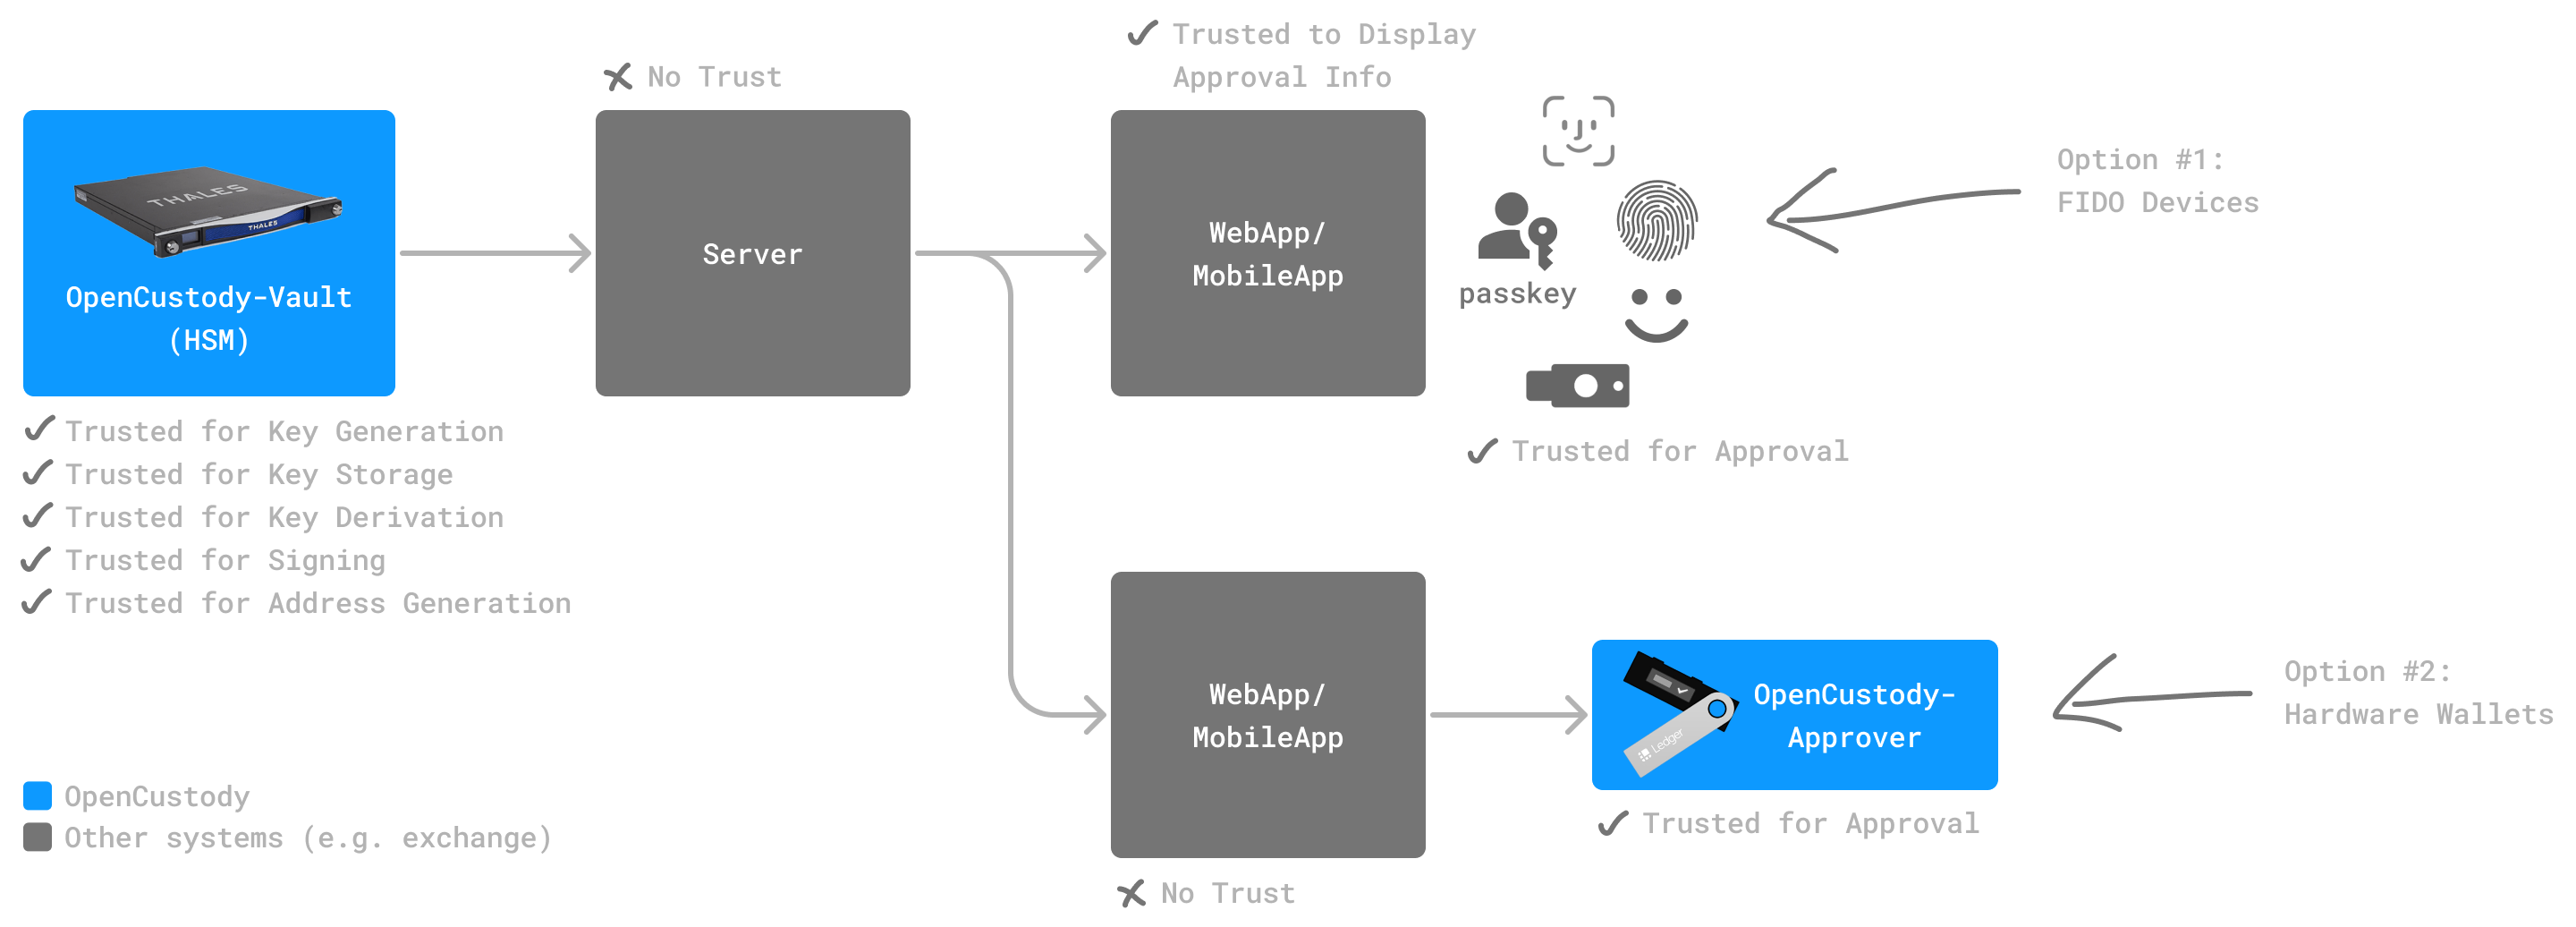 Trusted to Display
Approval Info
No Trust
THALES
THALES
OpenCustody-Vault
(HSM)
Server
WebApp/
MobileApp
passkey
Option #1:
FIDO Devices
Trusted for Approval
Trusted for Key Generation
Trusted for Key Storage
Trusted for Key Derivation
Trusted for Signing
Trusted for Address Generation
WebApp/
MobileApp
No Trust
Ledger
OpenCustody-
Approver
Trusted for Approval
Option #2:
Hardware Wallets
OpenCustody
Other systems (e.g. exchange)